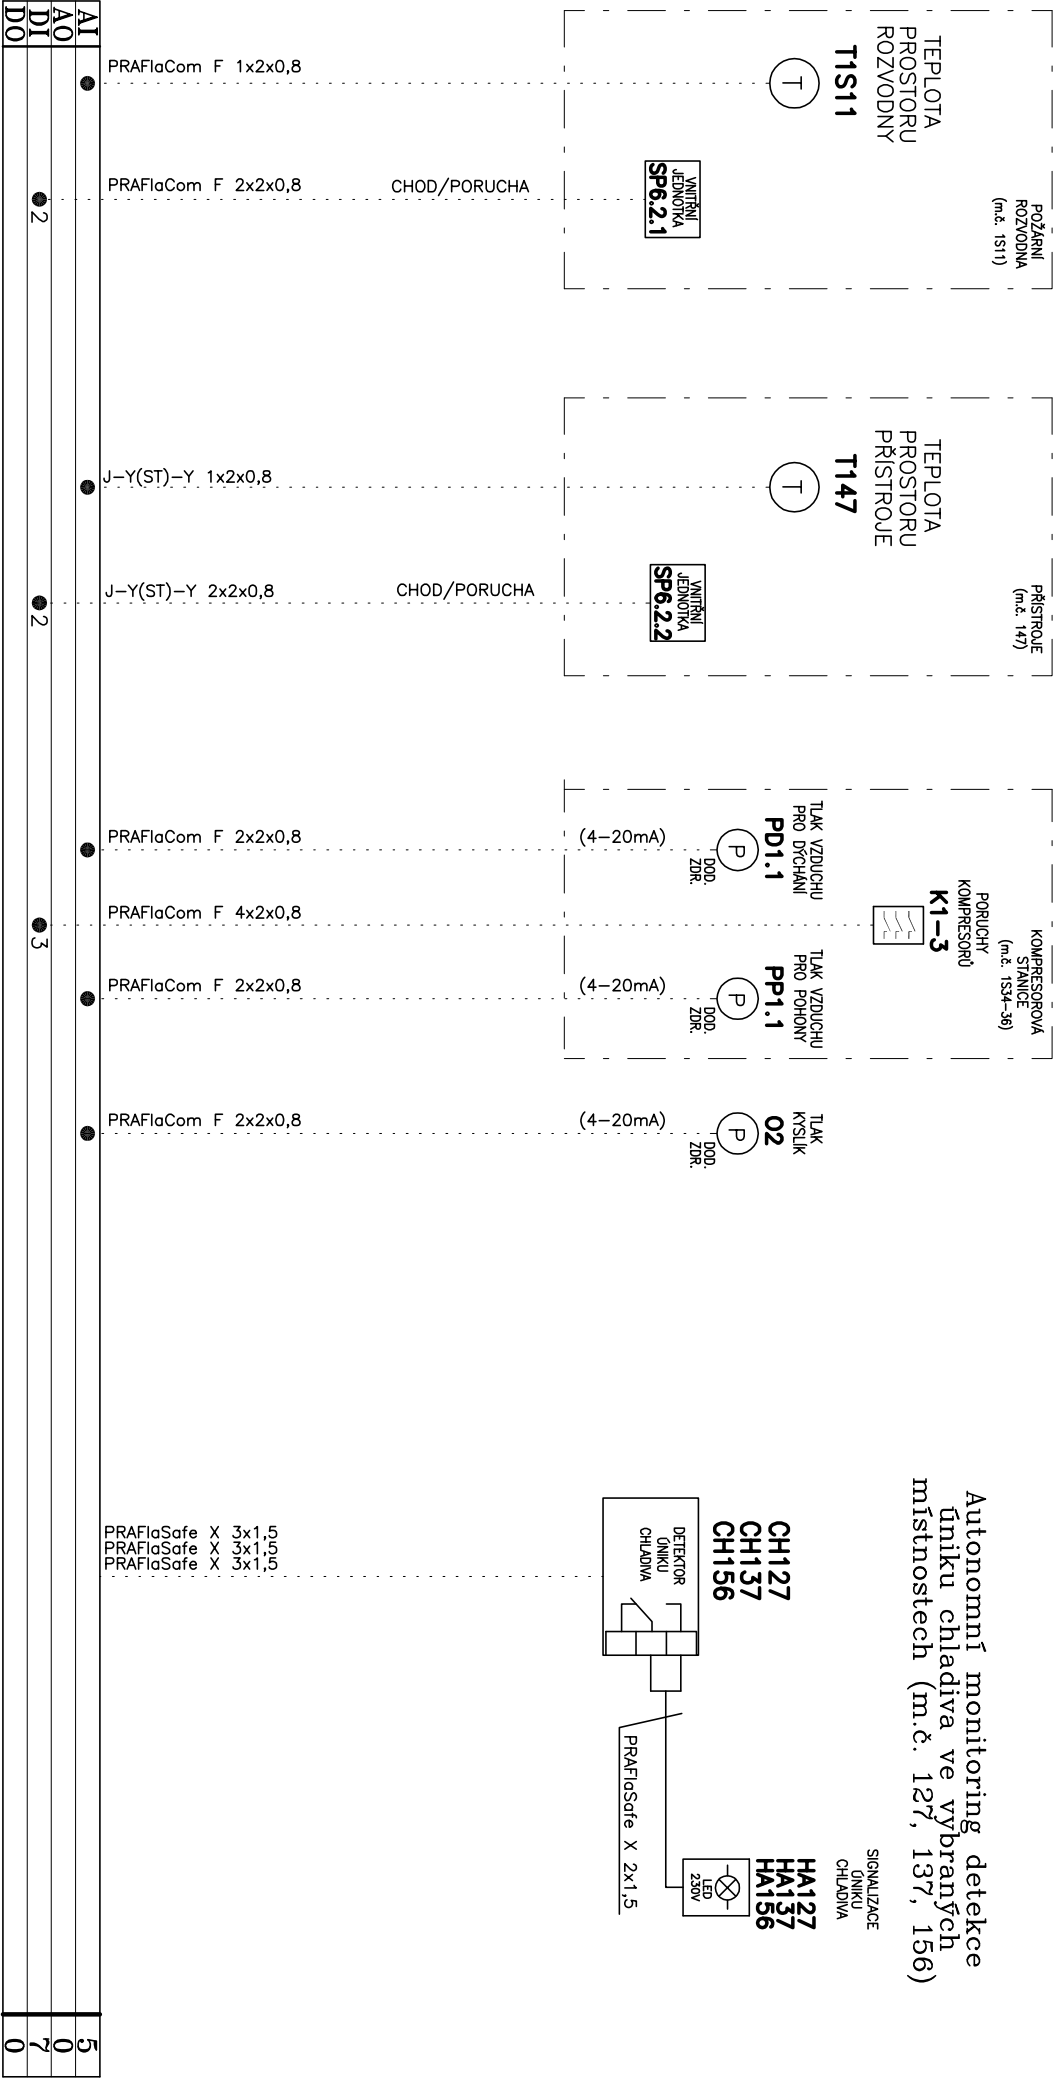 POŽÁRNÍ
ROZVODNA
(m.č. 1S11)
TEPLOTA
PROSTORU
ROZVODNY
T1S11
T
VNITŘNÍ
JEDNOTKA
SP6.2.1
CHOD/PORUCHA
PRAFlaCom F 1x2x0,8
PRAFlaCom F 2x2x0,8
PŘÍSTROJE
(m.č. 147)
TEPLOTA
PROSTORU
PŘÍSTROJE
T147
T
VNITŘNÍ
JEDNOTKA
SP6.2.2
CHOD/PORUCHA
J-Y(ST)-Y 1x2x0,8
J-Y(ST)-Y 2x2x0,8
KOMPRESOROVÁ
STANICE
(m.č. 1S34-36)
PORUCHY
KOMPRESORŮ
K1-3
TLAK VZDUCHU
PRO DÝCHÁNÍ
PD1.1
P
DOD.
ZDR.
(4-20mA)
PRAFlaCom F 2x2x0,8
PRAFlaCom F 4x2x0,8
TLAK VZDUCHU
PRO POHONY
PP1.1
P
DOD.
ZDR.
(4-20mA)
PRAFlaCom F 2x2x0,8
TLAK
KYSLÍK
O2
P
DOD.
ZDR.
(4-20mA)
PRAFlaCom F 2x2x0,8
Autonomní monitoring detekce
úniku chladiva ve vybraných
místnostech (m.č. 127, 137, 156)
CH127
CH137
CH156
DETEKTOR
ÚNIKU
CHLADIVA
PRAFlaSafe X 3x1,5
PRAFlaSafe X 3x1,5
PRAFlaSafe X 3x1,5
PRAFlaSafe X 2x1,5
SIGNALIZACE
ÚNIKU
CHLADIVA
HA127
HA137
HA156
LED
230V
AI 5
AO 0
DI 2 2 3 7
DO 0